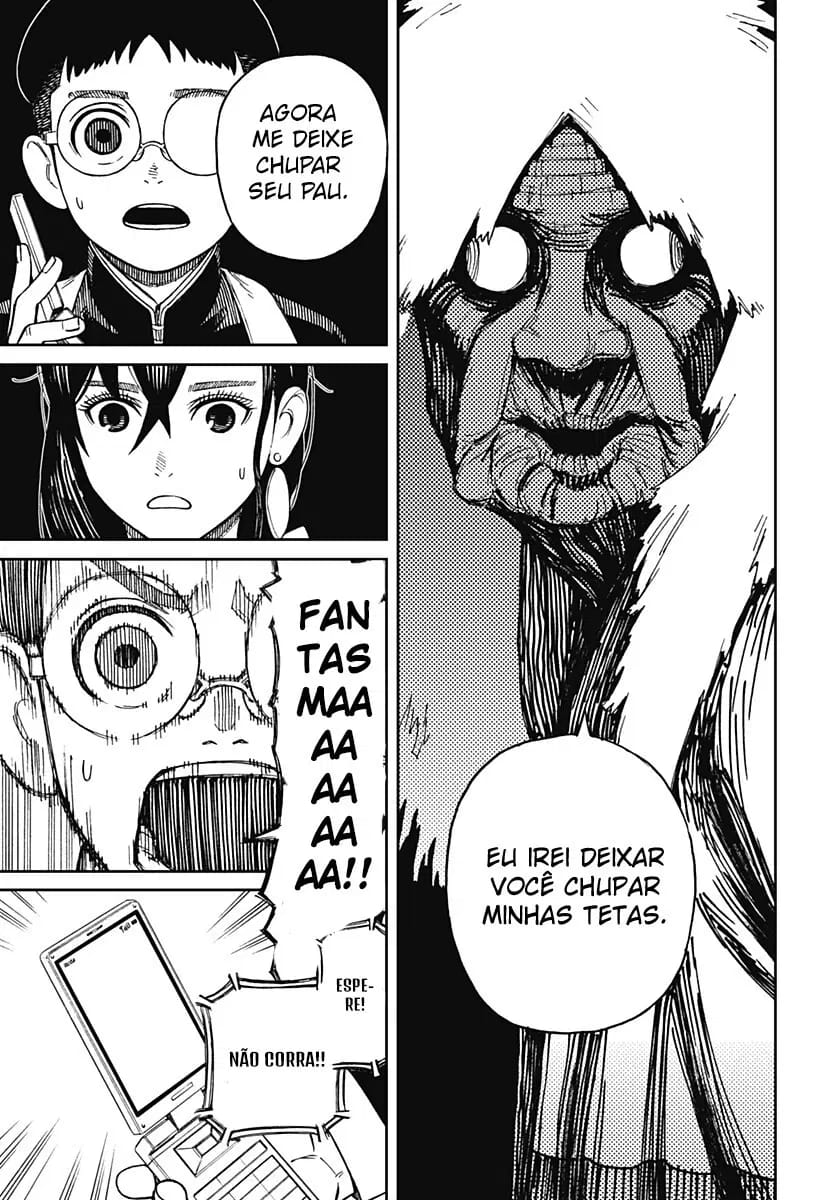 EU IREI DEIXAR
VOCÊ CHUPAR
MINHAS TETAS.
AGORA
ME DEIXE
CHUPAR
SEU PAU.
FAN
TAS
MAA
AA
AA
AA
AA!!
ESPE-
RE!
NÃO CORRA!!